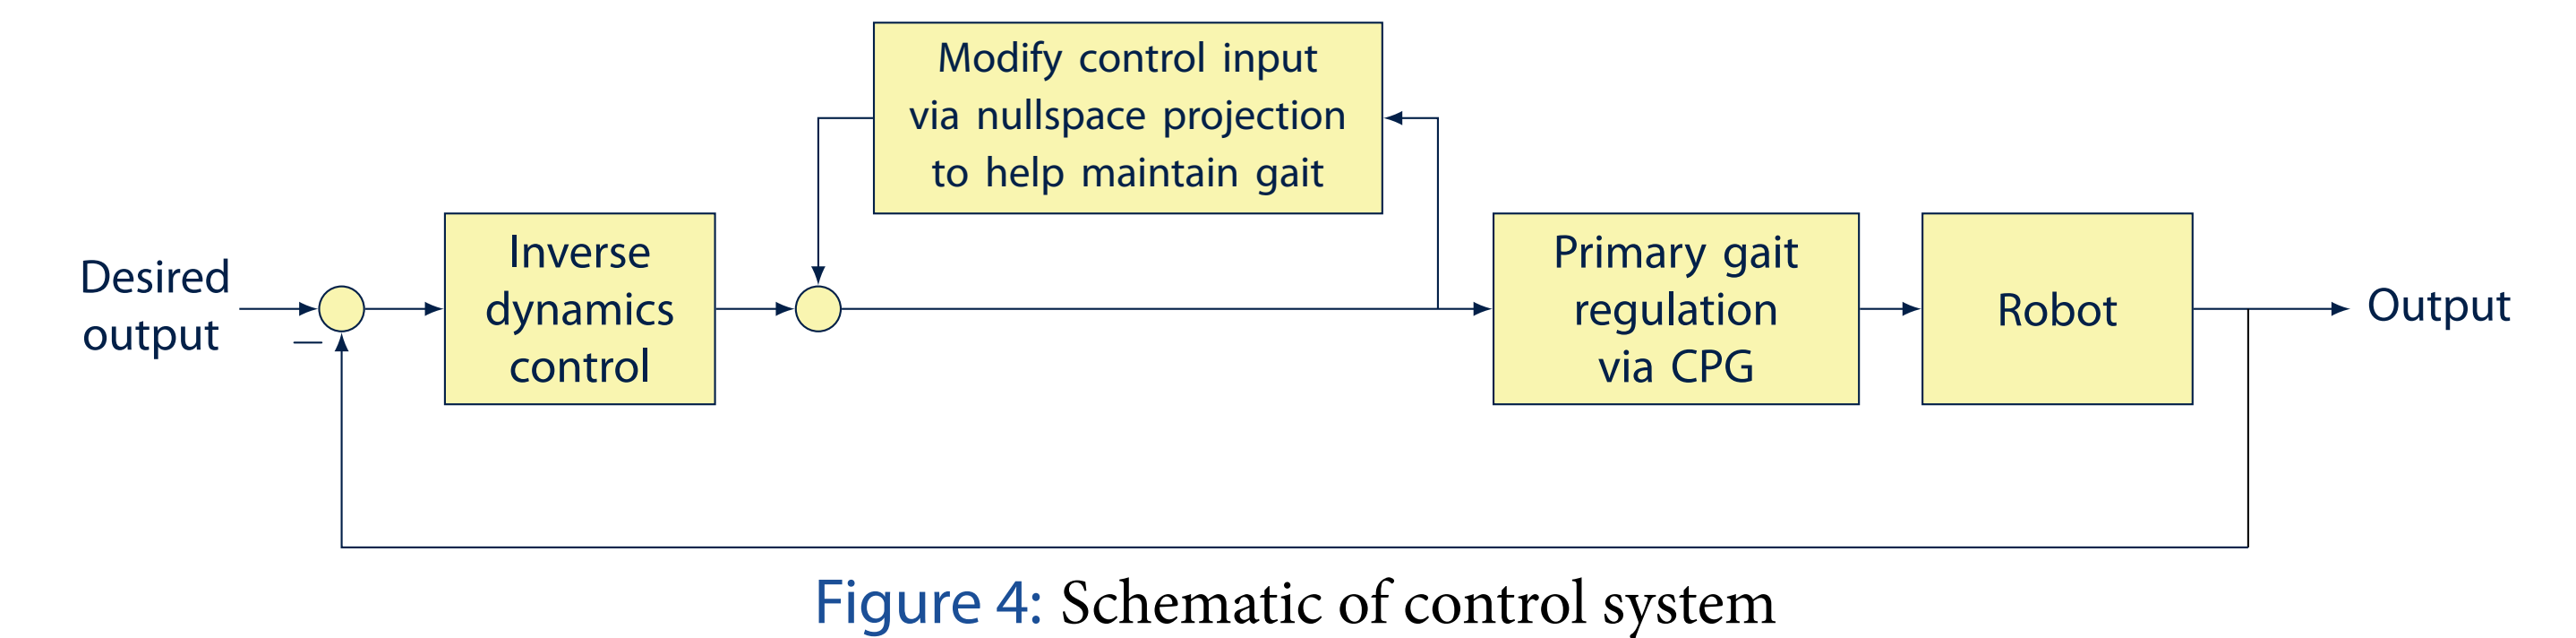 Modify control input
via nullspace projection
to help maintain gait
Desired
output
–
Inverse
dynamics
control
Primary gait
regulation
via CPG
Robot
Output
Figure 4: Schematic of control system